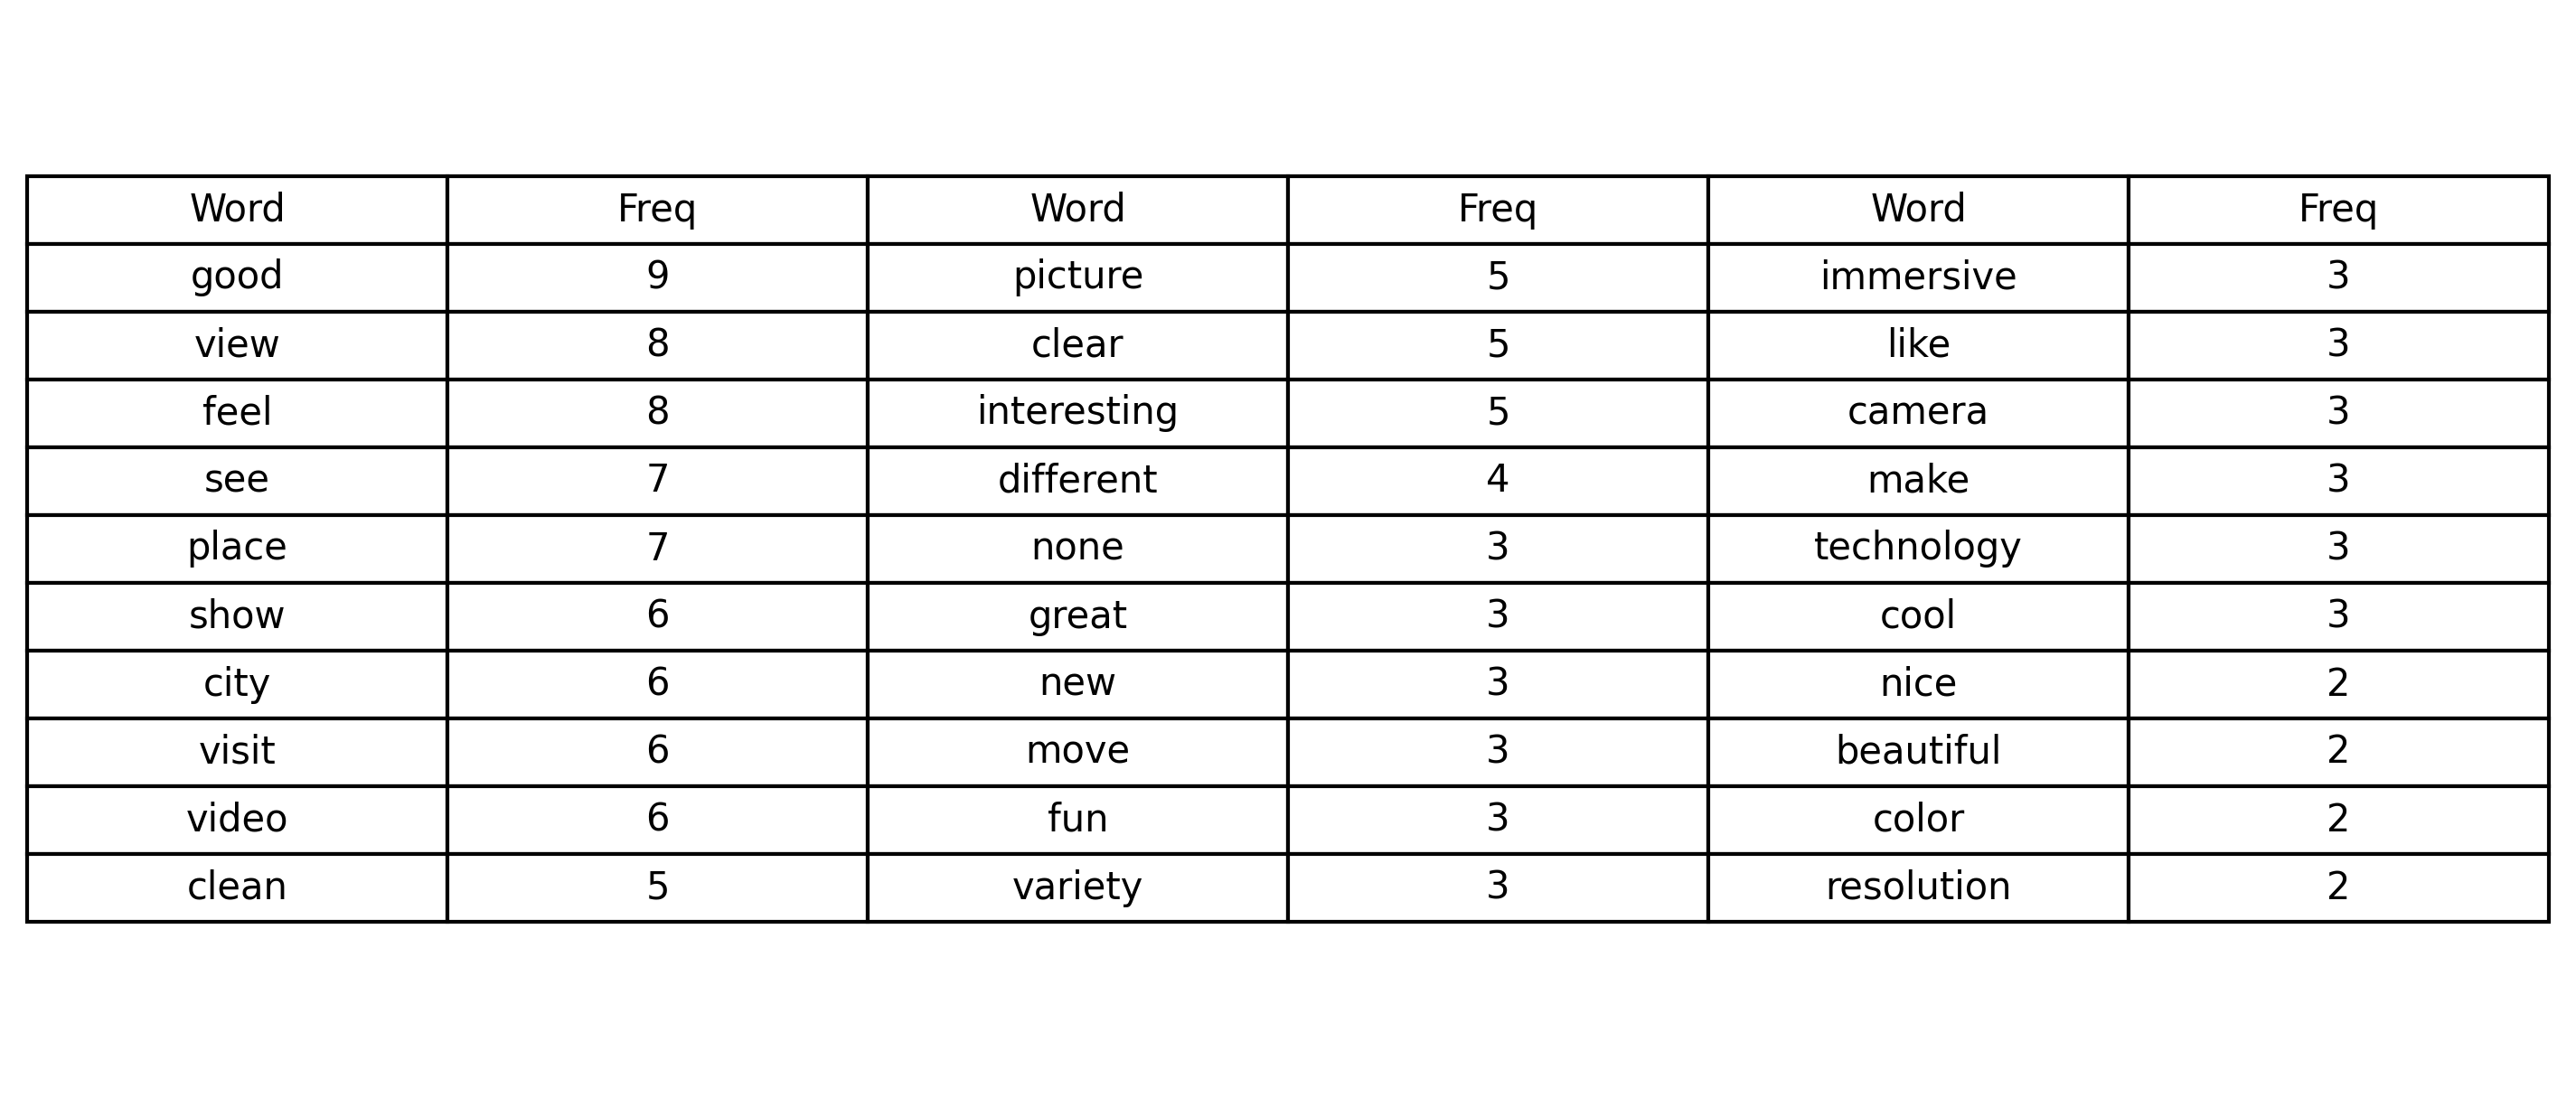 Word Freq Word Freq Word Freq
good 9 picture 5 immersive 3
view 8 clear 5 like 3
feel 8 interesting 5 camera 3
see 7 different 4 make 3
place 7 none 3 technology 3
show 6 great 3 cool 3
city 6 new 3 nice 2
visit 6 move 3 beautiful 2
video 6 fun 3 color 2
clean 5 variety 3 resolution 2